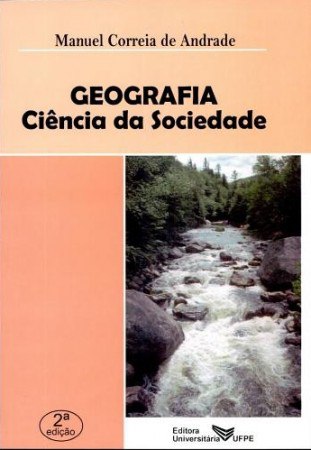 Manuel Correia de Andrade
GEOGRAFIA
Ciência da Sociedade
2ª
edição
Editora
Universitária UFPE